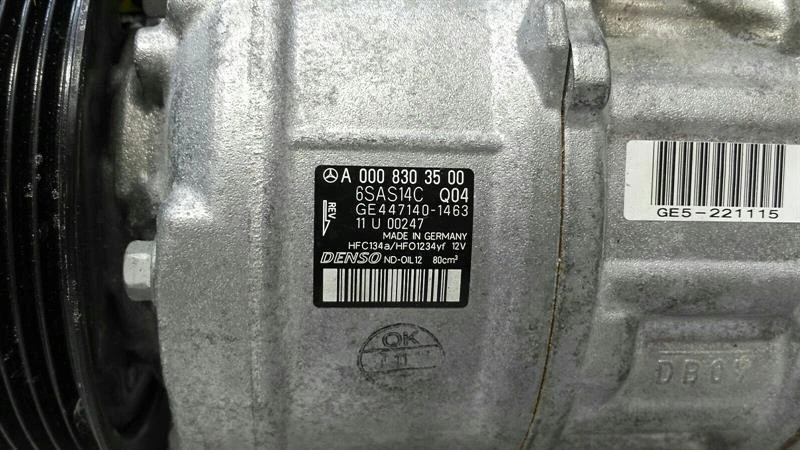 A 000 830 35 00
6SAS14C Q04
GE447140-1463
REV
11 U 00247
MADE IN GERMANY
HFC134a/HFO1234yf 12V
DENSO ND-OIL12 80cm³
GE5-221115
OK